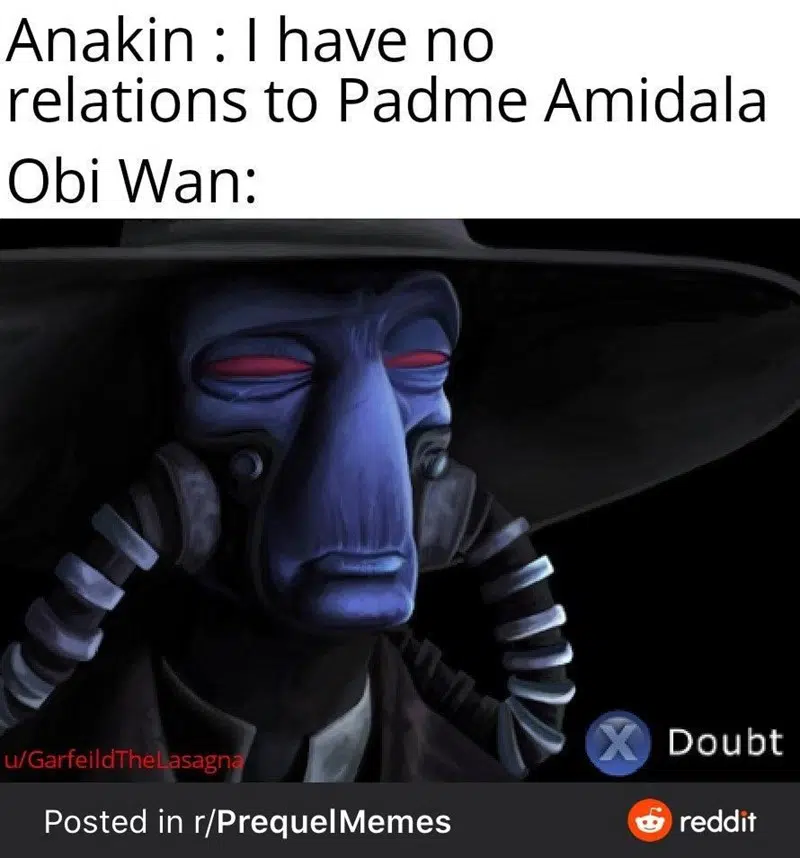 Anakin : I have no
relations to Padme Amidala
Obi Wan:
X Doubt
u/GarfeildTheLasagna
Posted in r/PrequelMemes
reddit